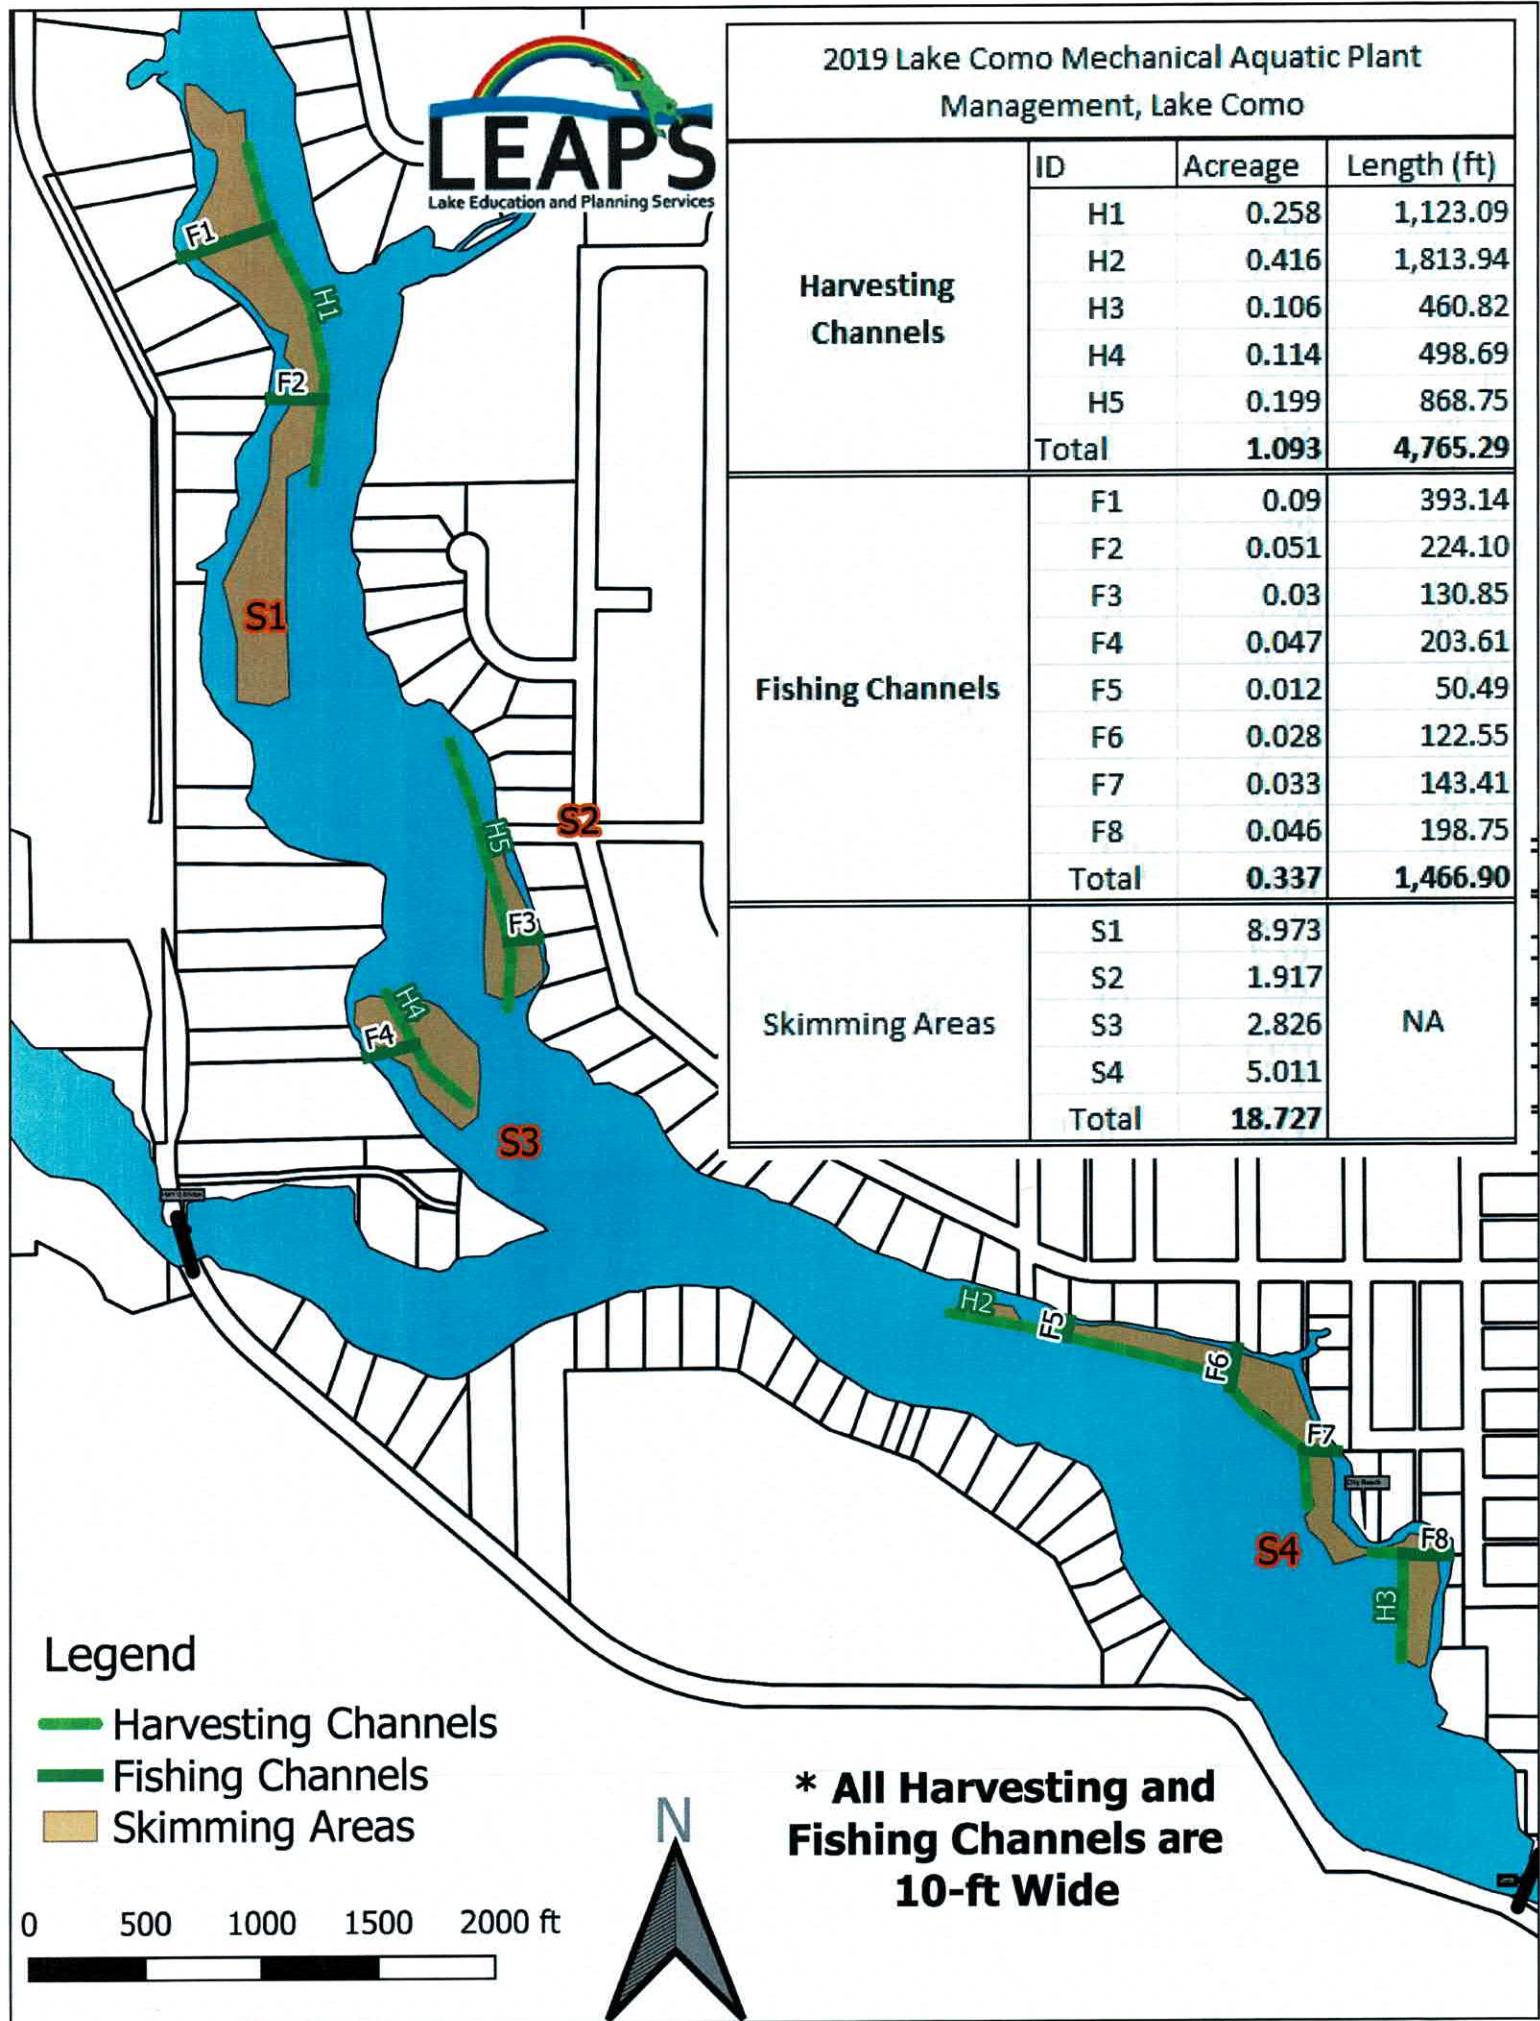 LEAPS
Lake Education and Planning Services
2019 Lake Como Mechanical Aquatic Plant
Management, Lake Como
ID Acreage Length (ft)
Harvesting
Channels
H1 0.258 1,123.09
H2 0.416 1,813.94
H3 0.106 460.82
H4 0.114 498.69
H5 0.199 868.75
Total 1.093 4,765.29
Fishing Channels
F1 0.09 393.14
F2 0.051 224.10
F3 0.03 130.85
F4 0.047 203.61
F5 0.012 50.49
F6 0.028 122.55
F7 0.033 143.41
F8 0.046 198.75
Total 0.337 1,466.90
Skimming Areas
S1 8.973
S2 1.917
S3 2.826
S4 5.011
Total 18.727
NA
F1
H1
F2
S1
H5
S2
F3
H4
F4
S3
H2
F5
F6
F7
City Beach
F8
S4
H3
Legend
Harvesting Channels
Fishing Channels
Skimming Areas
0 500 1000 1500 2000 ft
N
* All Harvesting and
Fishing Channels are
10-ft Wide